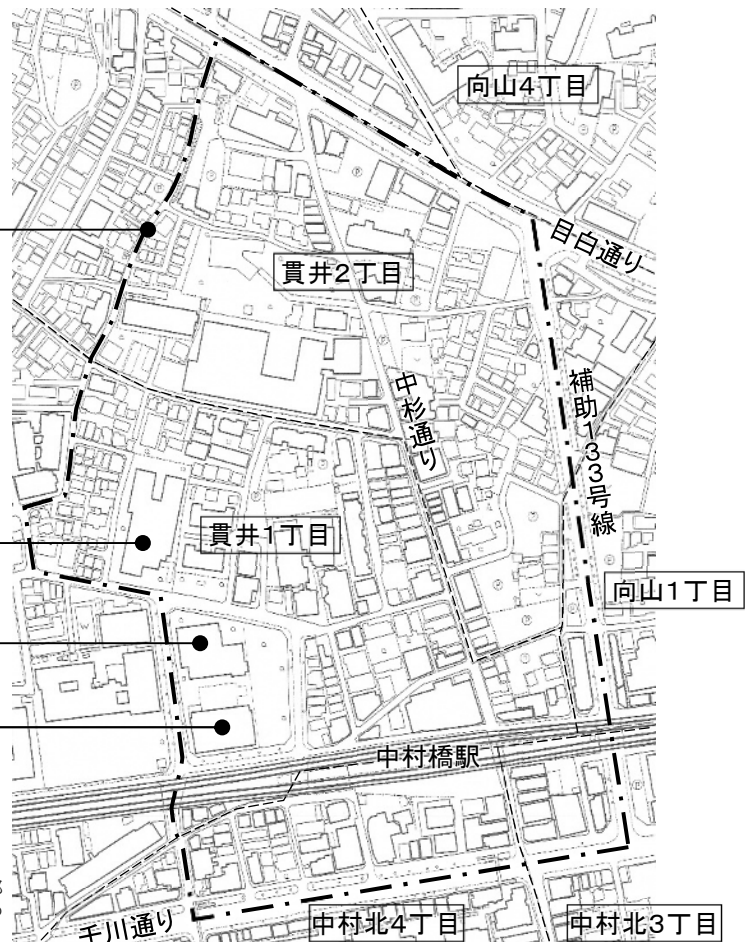 向山4丁目
目白通り
貫井2丁目
中杉通り
補助133号線
貫井1丁目
向山1丁目
中村橋駅
千川通り
中村北4丁目
中村北3丁目